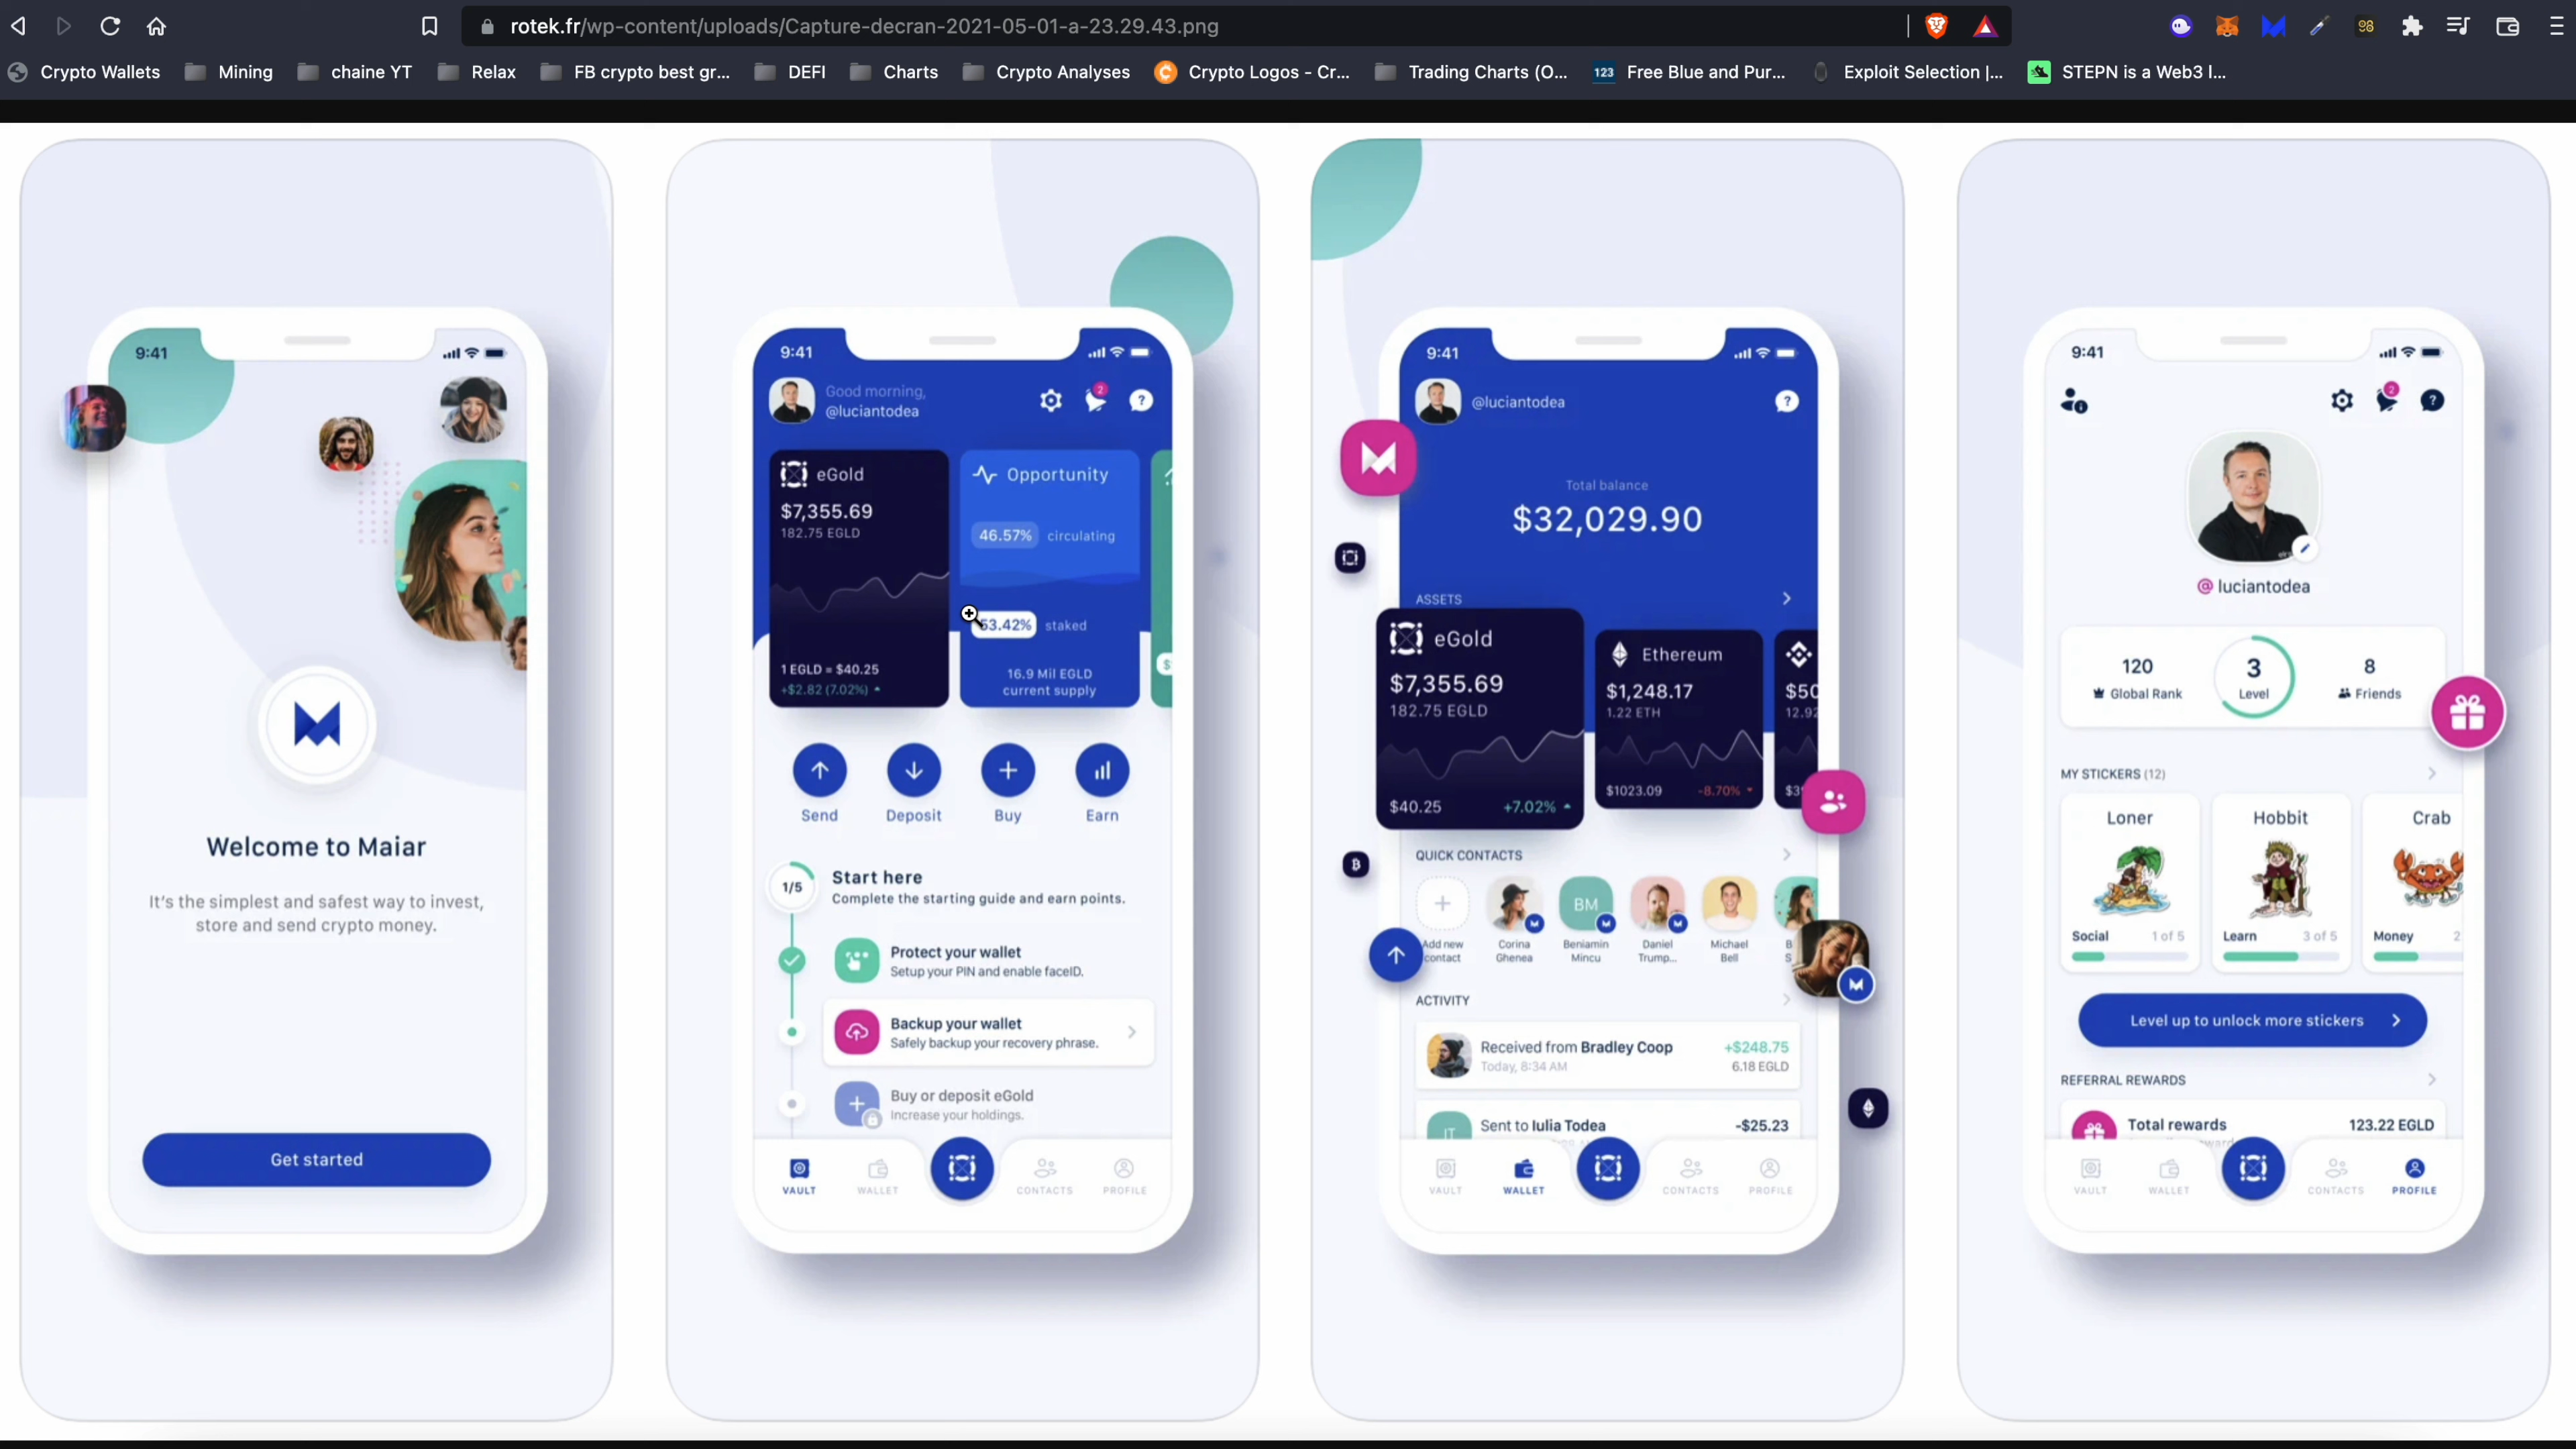 rotek.fr/wp-content/uploads/Capture-decran-2021-05-01-a-23.29.43.png
Crypto Wallets
Mining
chaine YT
Relax
FB crypto best gr...
DEFI
Charts
Crypto Analyses
Crypto Logos - Cr...
Trading Charts (O...
123
Free Blue and Pur...
Exploit Selection |...
STEPN is a Web3 l...
9:41
Welcome to Maiar
It's the simplest and safest way to invest,
store and send crypto money.
Get started
9:41
Good morning,
@luciantodea
2
?
eGold
$7,355.69
182.75 EGLD
1 EGLD = $40.25
+$2.82 (7.02%)
Opportunity
46.57% circulating
53.42% staked
16.9 Mil EGLD
current supply
Send
Deposit
Buy
Earn
1/5
Start here
Complete the starting guide and earn points.
Protect your wallet
Setup your PIN and enable faceID.
Backup your wallet
Safely backup your recovery phrase.
Buy or deposit eGold
Increase your holdings.
VAULT
WALLET
CONTACTS
PROFILE
9:41
@luciantodea
?
Total balance
$32,029.90
ASSETS
eGold
$7,355.69
182.75 EGLD
$40.25
+7.02%
Ethereum
$1,248.17
1.22 ETH
$1023.09
-8.70%
$50
12.92
QUICK CONTACTS
BM
Add new
contact
Corina
Ghenea
Beniamin
Mincu
Daniel
Trump...
Michael
Bell
ACTIVITY
Received from Bradley Coop
Today, 8:34 AM
+$248.75
6.18 EGLD
IT
Sent to Iulia Todea
-$25.23
VAULT
WALLET
CONTACTS
PROFILE
9:41
2
?
@luciantodea
120
Global Rank
3
Level
8
Friends
MY STICKERS (12)
Loner
Social
1 of 5
Hobbit
Learn
3 of 5
Crab
Money
2
Level up to unlock more stickers
REFERRAL REWARDS
Total rewards
123.22 EGLD
VAULT
WALLET
CONTACTS
PROFILE